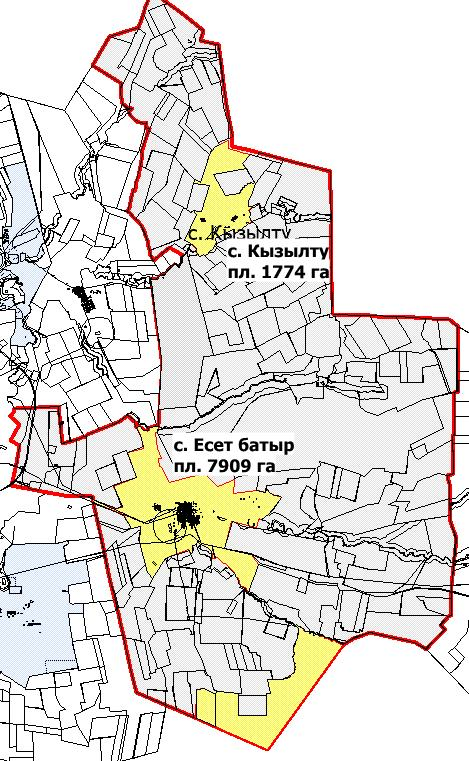 с. Кызылту
с. Кызылту
пл. 1774 га
с. Есет батыр
пл. 7909 га